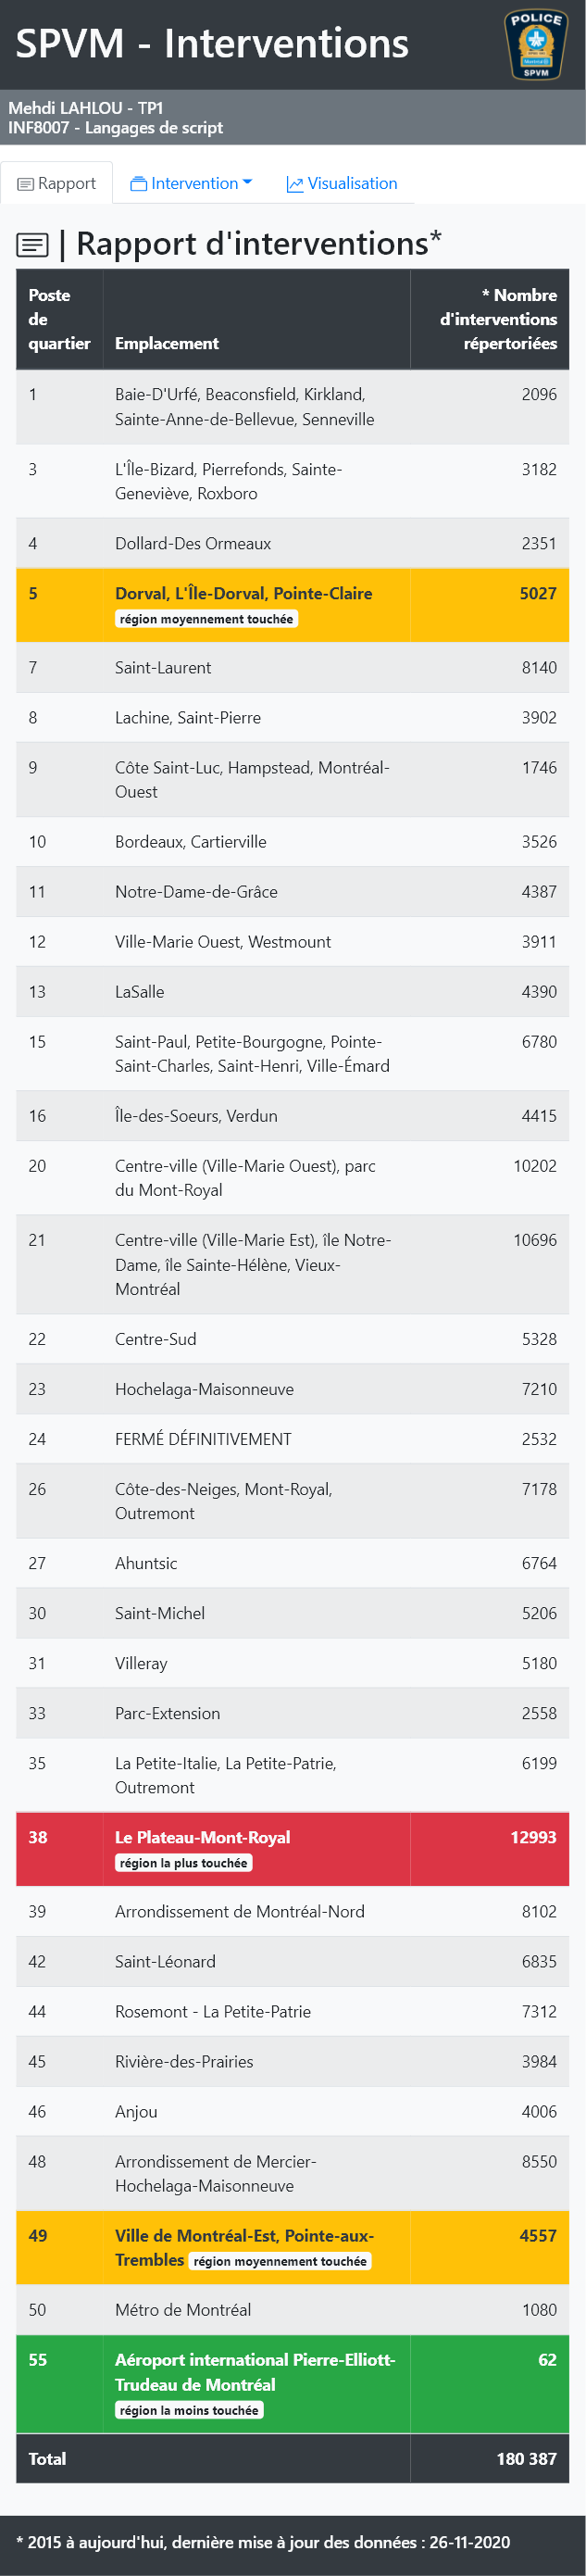 SPVM - Interventions
POLICE
Montréal
SPVM
Mehdi LAHLOU - TP1
INF8007 - Langages de script
Rapport
Intervention
Visualisation
| Rapport d'interventions*
Poste de quartier Emplacement * Nombre d'interventions répertoriées
1 Baie-D'Urfé, Beaconsfield, Kirkland, 2096
Sainte-Anne-de-Bellevue, Senneville
3 L'Île-Bizard, Pierrefonds, Sainte- 3182
Geneviève, Roxboro
4 Dollard-Des Ormeaux 2351
5 Dorval, L'Île-Dorval, Pointe-Claire 5027
région moyennement touchée
7 Saint-Laurent 8140
8 Lachine, Saint-Pierre 3902
9 Côte Saint-Luc, Hampstead, Montréal- 1746
Ouest
10 Bordeaux, Cartierville 3526
11 Notre-Dame-de-Grâce 4387
12 Ville-Marie Ouest, Westmount 3911
13 LaSalle 4390
15 Saint-Paul, Petite-Bourgogne, Pointe- 6780
Saint-Charles, Saint-Henri, Ville-Émard
16 Île-des-Soeurs, Verdun 4415
20 Centre-ville (Ville-Marie Ouest), parc 10202
du Mont-Royal
21 Centre-ville (Ville-Marie Est), île Notre- 10696
Dame, île Sainte-Hélène, Vieux-
Montréal
22 Centre-Sud 5328
23 Hochelaga-Maisonneuve 7210
24 FERMÉ DÉFINITIVEMENT 2532
26 Côte-des-Neiges, Mont-Royal, 7178
Outremont
27 Ahuntsic 6764
30 Saint-Michel 5206
31 Villeray 5180
33 Parc-Extension 2558
35 La Petite-Italie, La Petite-Patrie, 6199
Outremont
38 Le Plateau-Mont-Royal 12993
région la plus touchée
39 Arrondissement de Montréal-Nord 8102
42 Saint-Léonard 6835
44 Rosemont - La Petite-Patrie 7312
45 Rivière-des-Prairies 3984
46 Anjou 4006
48 Arrondissement de Mercier- 8550
Hochelaga-Maisonneuve
49 Ville de Montréal-Est, Pointe-aux- 4557
Trembles région moyennement touchée
50 Métro de Montréal 1080
55 Aéroport international Pierre-Elliott- 62
Trudeau de Montréal
région la moins touchée
Total 180 387
* 2015 à aujourd'hui, dernière mise à jour des données : 26-11-2020